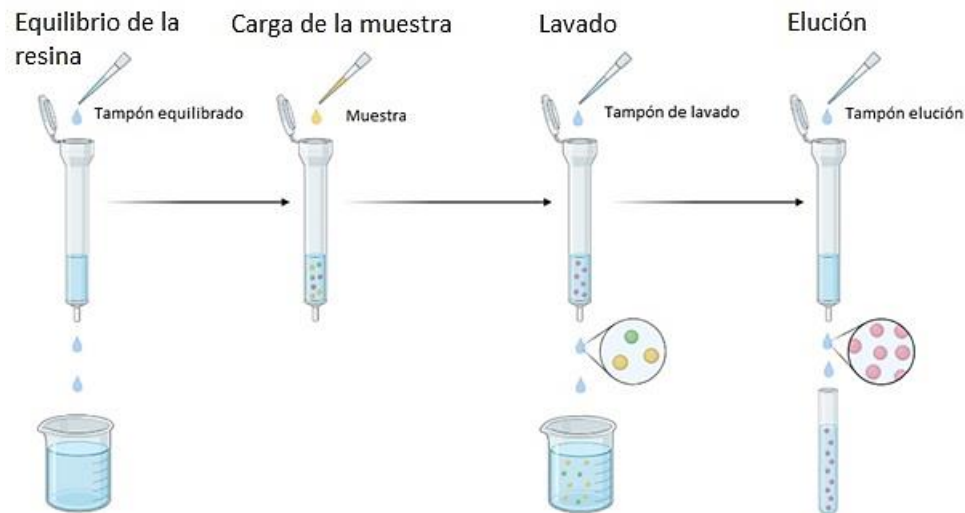 Equilibrio de la
resina
Carga de la muestra
Lavado
Elución
Tampón equilibrado
Muestra
Tampón de lavado
Tampón elución